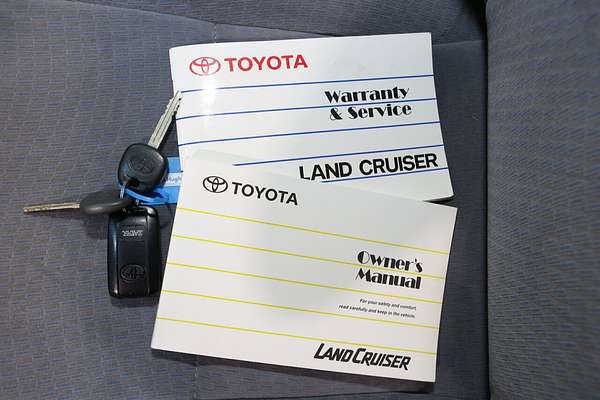 TOYOTA
Warranty
& Service
LAND CRUISER
TOYOTA
Owner's
Manual
For your safety and comfort,
read carefully and keep in the vehicle.
LAND CRUISER